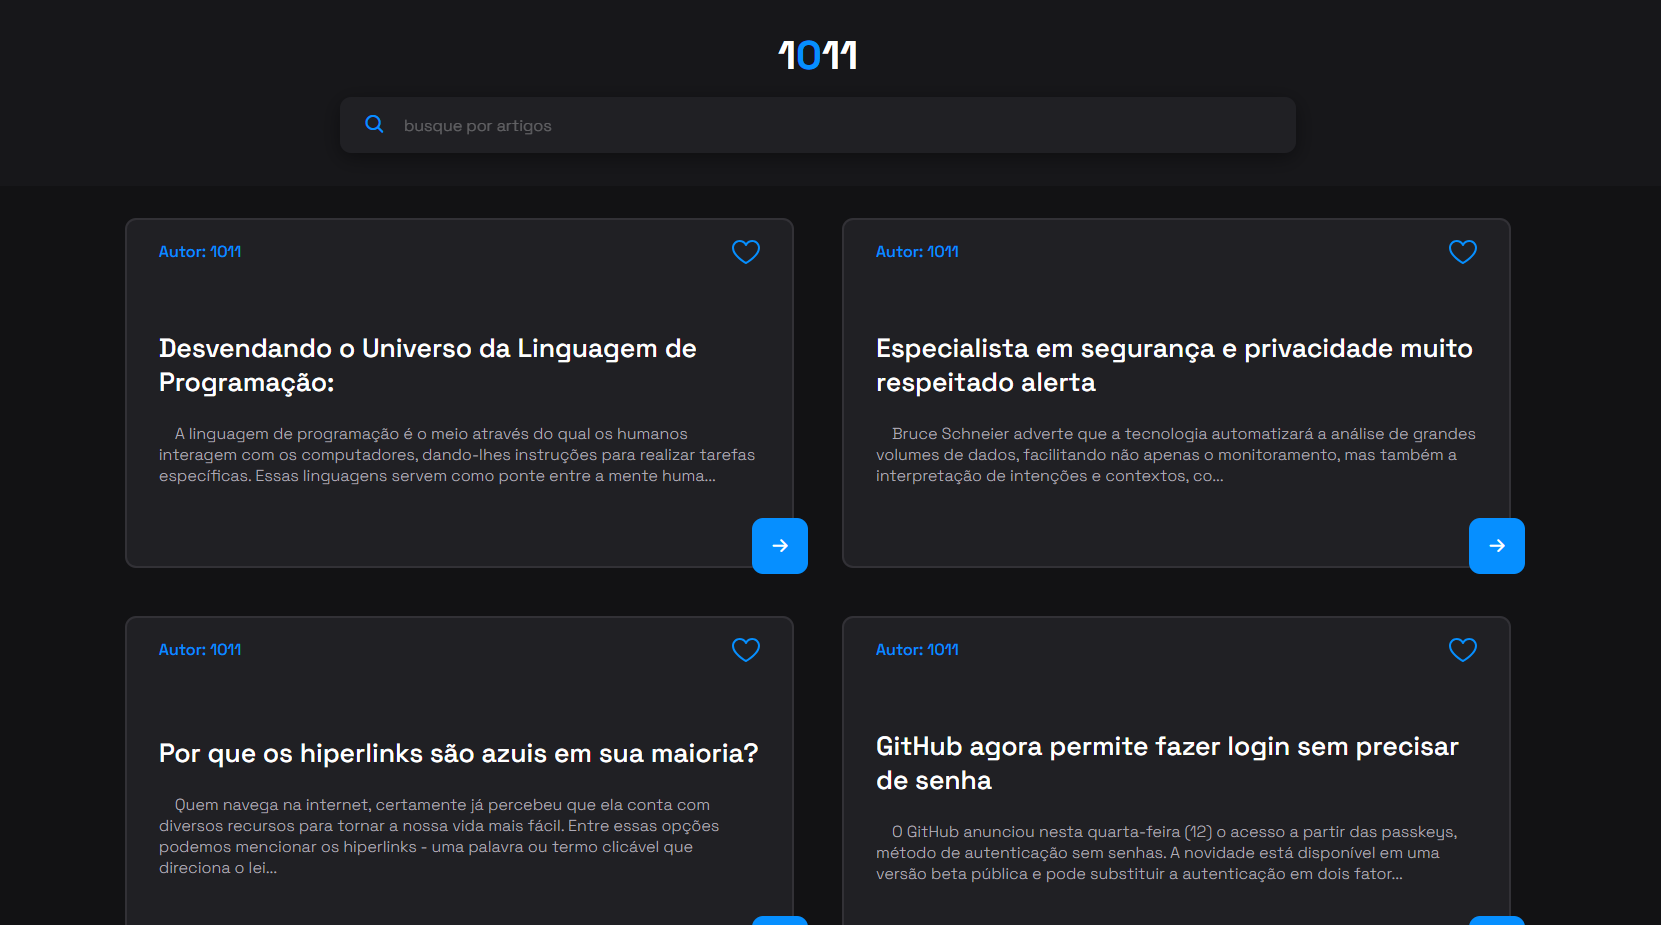 1011
busque por artigos
Autor: 1011
Desvendando o Universo da Linguagem de
Programação:
A linguagem de programação é o meio através do qual os humanos
interagem com os computadores, dando-lhes instruções para realizar tarefas
específicas. Essas linguagens servem como ponte entre a mente huma...
Autor: 1011
Especialista em segurança e privacidade muito
respeitado alerta
Bruce Schneier adverte que a tecnologia automatizará a análise de grandes
volumes de dados, facilitando não apenas o monitoramento, mas também a
interpretação de intenções e contextos, co...
Autor: 1011
Por que os hiperlinks são azuis em sua maioria?
Quem navega na internet, certamente já percebeu que ela conta com
diversos recursos para tornar a nossa vida mais fácil. Entre essas opções
podemos mencionar os hiperlinks - uma palavra ou termo clicável que
direciona o lei...
Autor: 1011
GitHub agora permite fazer login sem precisar
de senha
O GitHub anunciou nesta quarta-feira (12) o acesso a partir das passkeys,
método de autenticação sem senhas. A novidade está disponível em uma
versão beta pública e pode substituir a autenticação em dois fator...